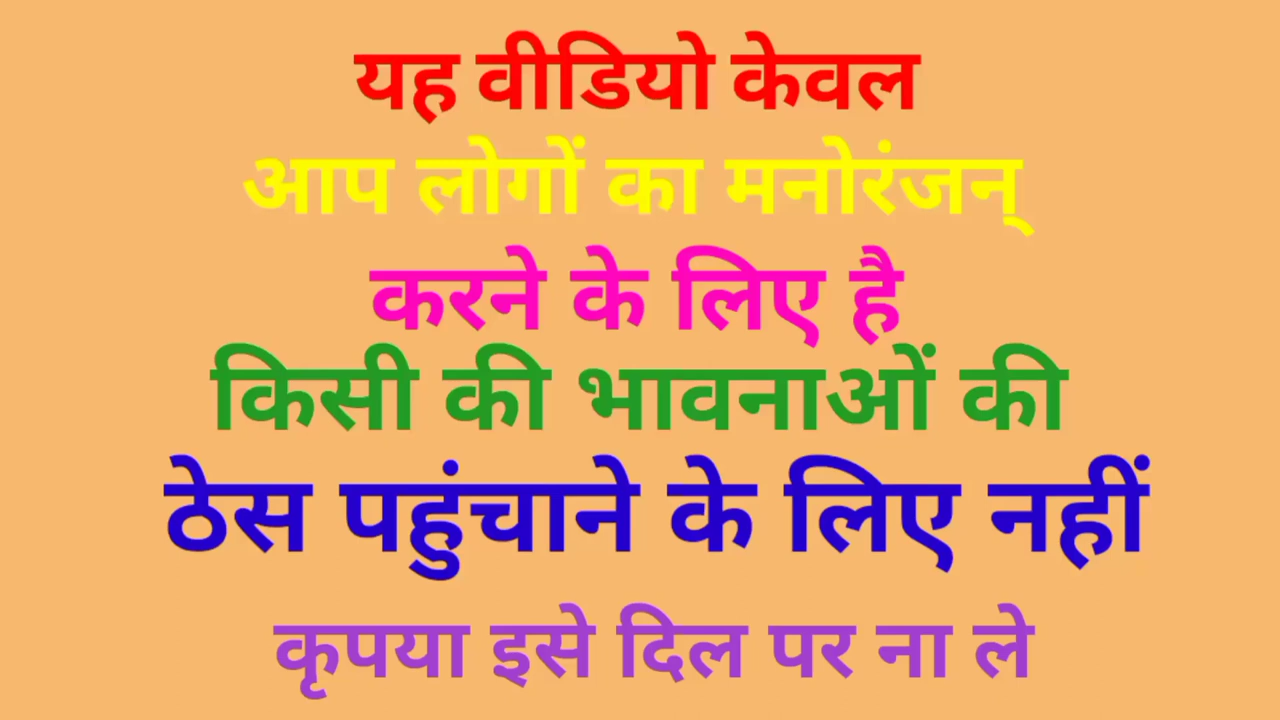 यह वीडियो केवल
आप लोगों का मनोरंजन्
करने के लिए है
किसी की भावनाओं की
ठेस पहुंचाने के लिए नहीं
कृपया इसे दिल पर ना ले